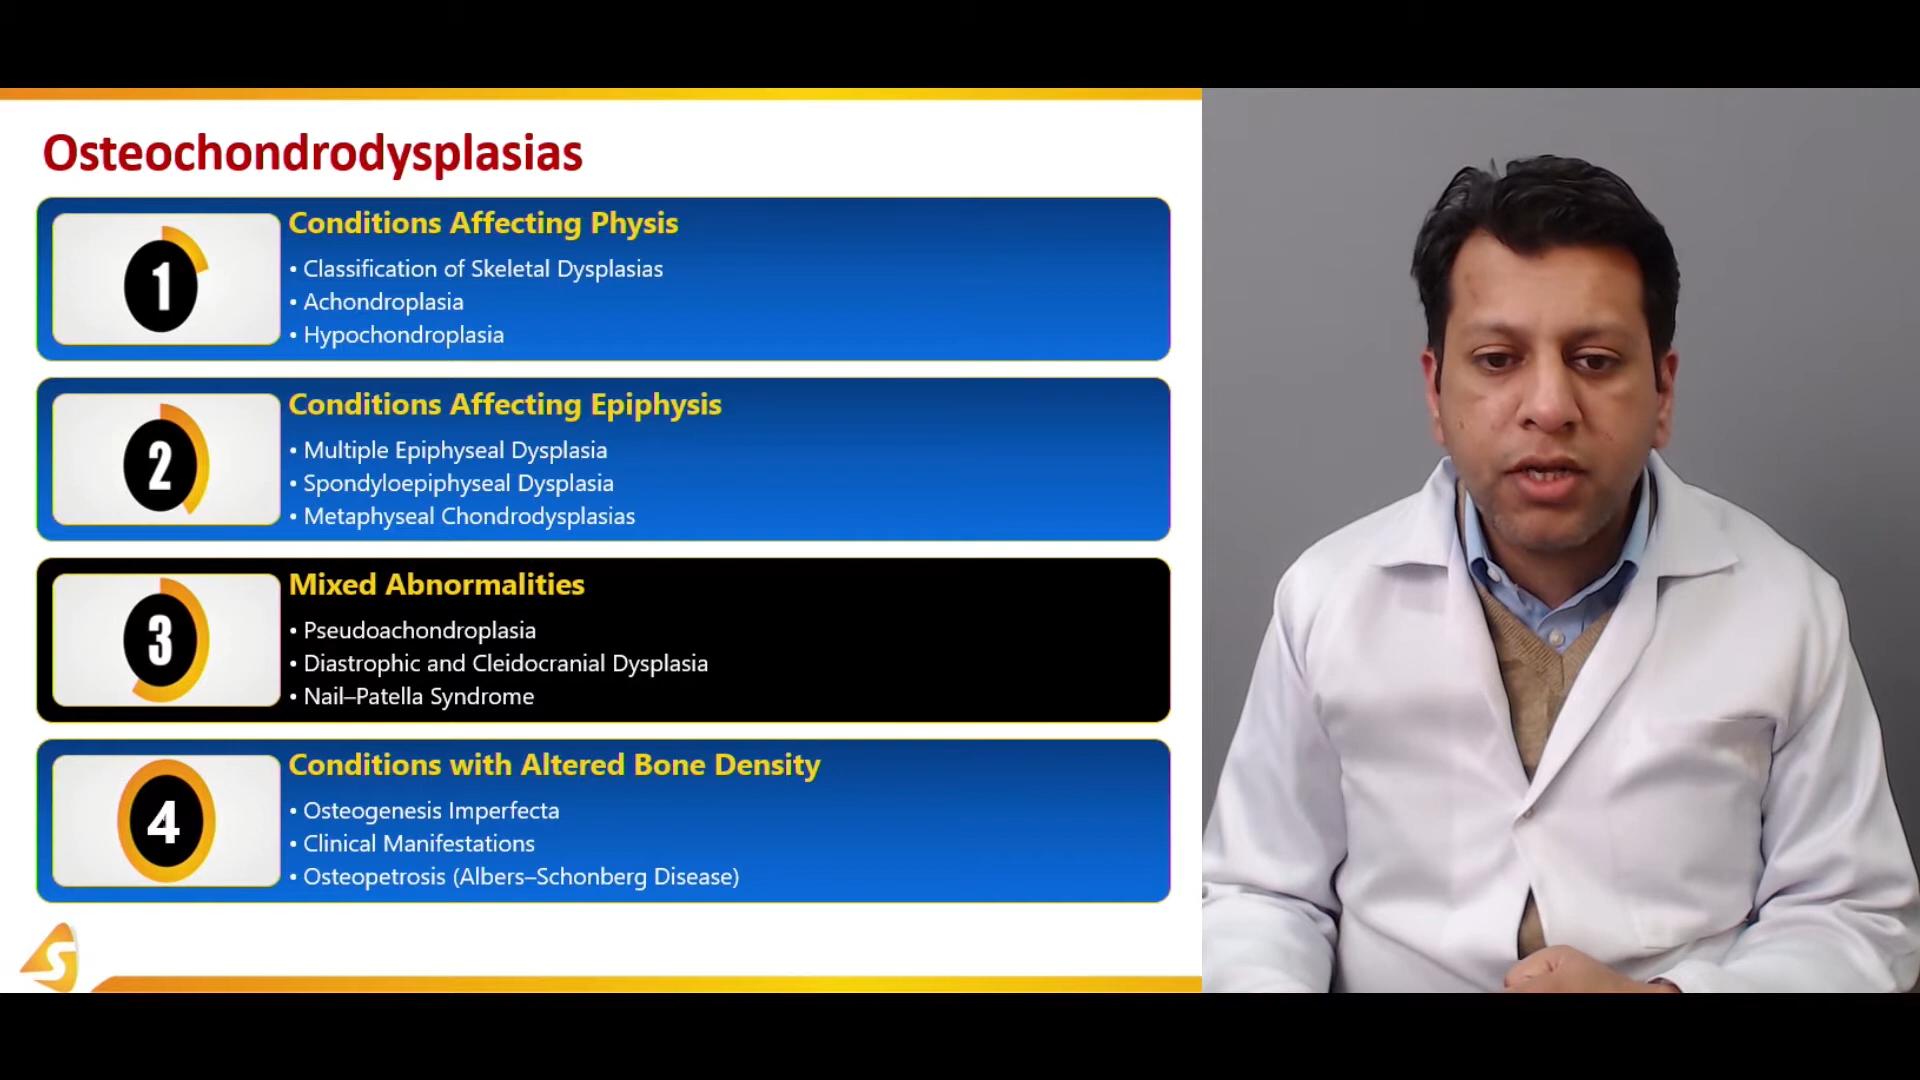 Osteochondrodysplasias
1
Conditions Affecting Physis
• Classification of Skeletal Dysplasias
• Achondroplasia
• Hypochondroplasia
2
Conditions Affecting Epiphysis
• Multiple Epiphyseal Dysplasia
• Spondyloepiphyseal Dysplasia
• Metaphyseal Chondrodysplasias
3
Mixed Abnormalities
• Pseudoachondroplasia
• Diastrophic and Cleidocranial Dysplasia
• Nail–Patella Syndrome
4
Conditions with Altered Bone Density
• Osteogenesis Imperfecta
• Clinical Manifestations
• Osteopetrosis (Albers–Schonberg Disease)
S